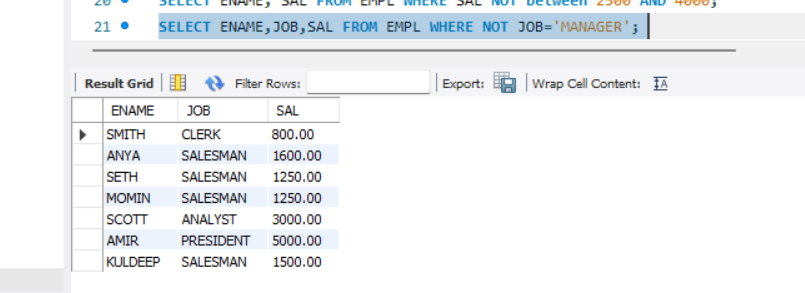 20 SELECT ENAME, SAL FROM EMPL WHERE SAL NOT between 2500 AND 4000;
21 SELECT ENAME,JOB,SAL FROM EMPL WHERE NOT JOB='MANAGER';
Result Grid Filter Rows: Export: Wrap Cell Content: IA
ENAME JOB SAL
SMITH CLERK 800.00
ANYA SALESMAN 1600.00
SETH SALESMAN 1250.00
MOMIN SALESMAN 1250.00
SCOTT ANALYST 3000.00
AMIR PRESIDENT 5000.00
KULDEEP SALESMAN 1500.00